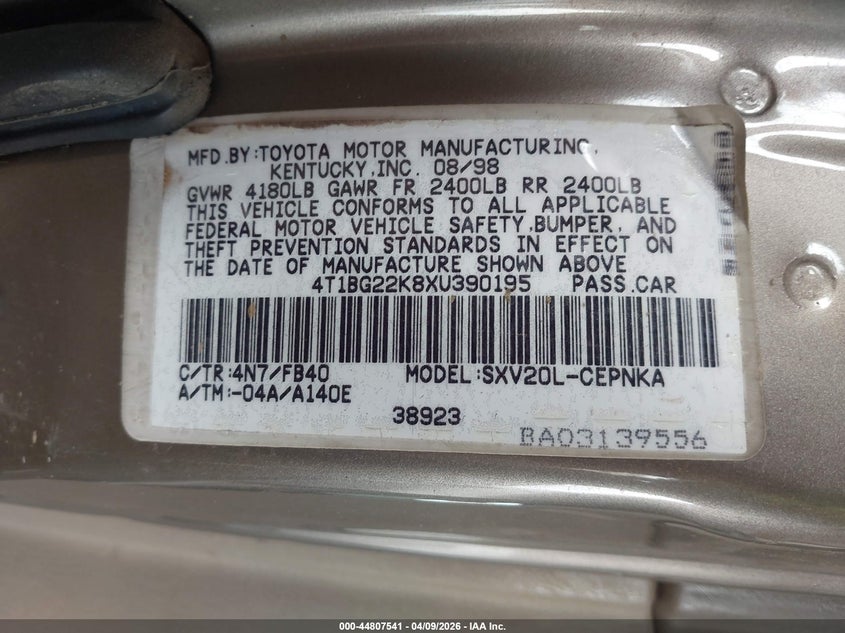 MFD.BY:TOYOTA MOTOR MANUFACTURING,
KENTUCKY,INC. 08/98
GVWR 4180LB GAWR FR 2400LB RR 2400LB
THIS VEHICLE CONFORMS TO ALL APPLICABLE
FEDERAL MOTOR VEHICLE SAFETY,BUMPER, AND
THEFT PREVENTION STANDARDS IN EFFECT ON
THE DATE OF MANUFACTURE SHOWN ABOVE
4T1BG22K8XU390195 PASS.CAR
C/TR:4N7/FB40 MODEL:SXV20L-CEPNKA
A/TM:-04A/A140E
38923
BA03139556
000-44807541 | 04/09/2026 | IAA Inc.